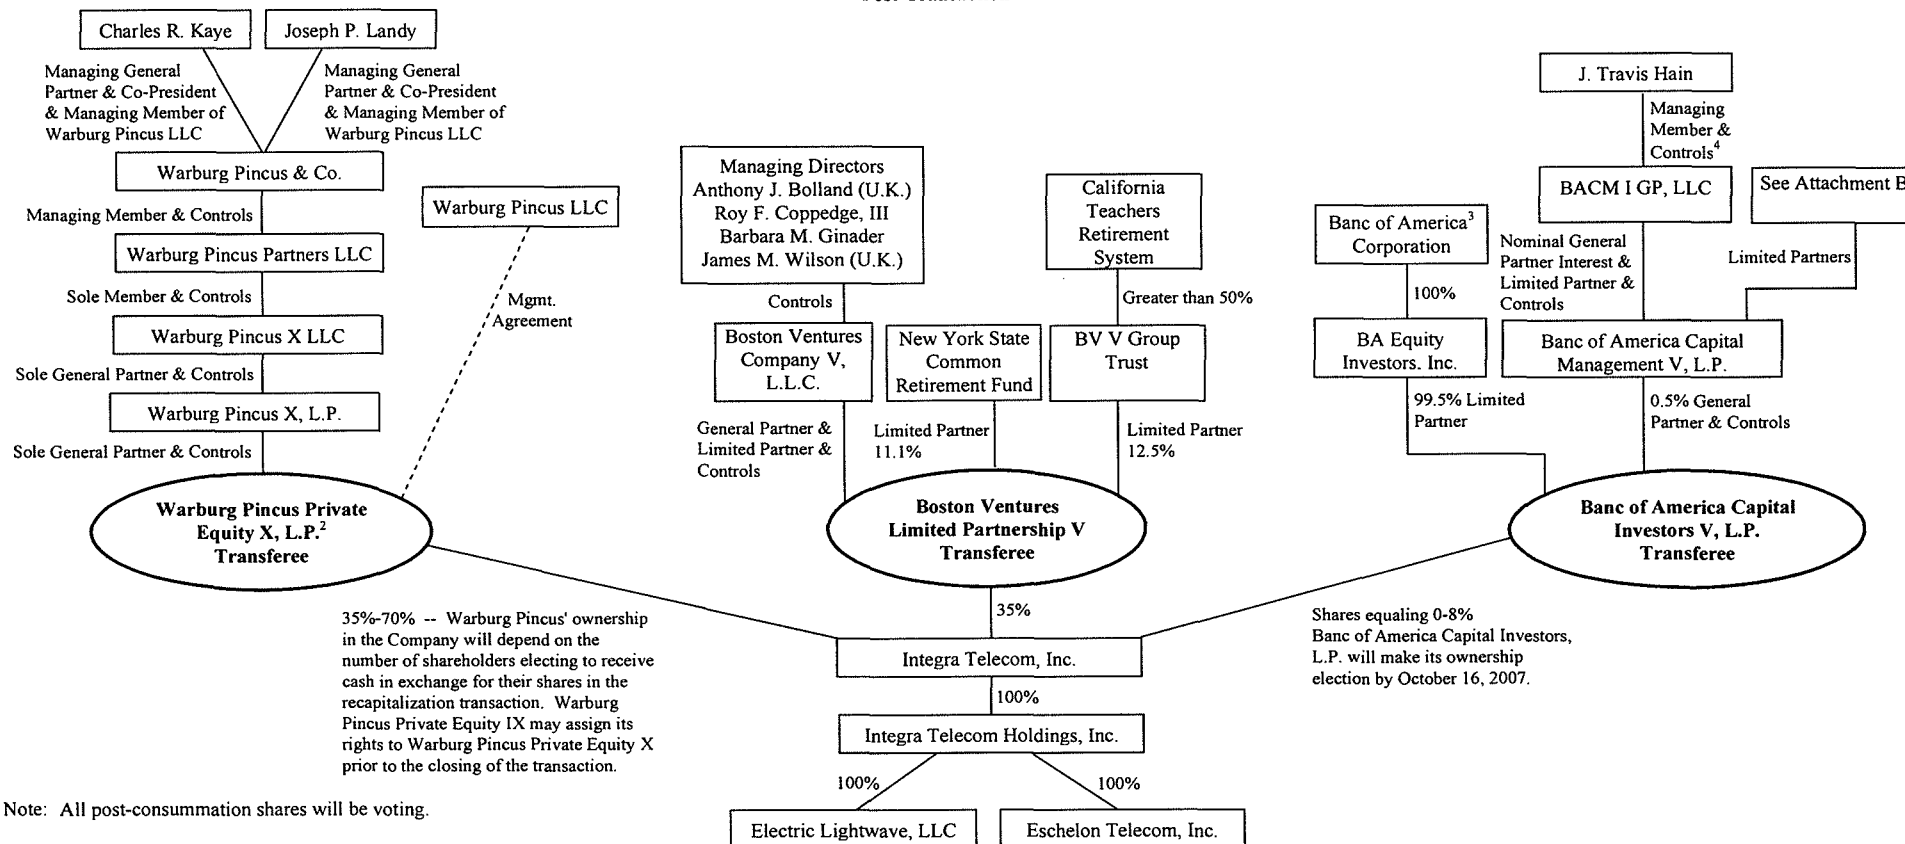 Charles R. Kaye
Joseph P. Landy
Managing General
Partner & Co-President
& Managing Member of
Warburg Pincus LLC
Managing General
Partner & Co-President
& Managing Member of
Warburg Pincus LLC
Warburg Pincus & Co.
Managing Member & Controls
Warburg Pincus Partners LLC
Sole Member & Controls
Warburg Pincus X LLC
Sole General Partner & Controls
Warburg Pincus X, L.P.
Sole General Partner & Controls
Warburg Pincus LLC
Mgmt.
Agreement
Warburg Pincus Private
Equity X, L.P.2
Transferee
Managing Directors
Anthony J. Bolland (U.K.)
Roy F. Coppedge, III
Barbara M. Ginader
James M. Wilson (U.K.)
Controls
Boston Ventures
Company V,
L.L.C.
General Partner &
Limited Partner &
Controls
New York State
Common
Retirement Fund
Limited Partner
11.1%
California
Teachers
Retirement
System
Greater than 50%
BV V Group
Trust
Limited Partner
12.5%
Boston Ventures
Limited Partnership V
Transferee
J. Travis Hain
Managing
Member &
Controls4
BACM I GP, LLC
See Attachment B
Banc of America3
Corporation
100%
Nominal General
Partner Interest &
Limited Partner &
Controls
Limited Partners
BA Equity
Investors. Inc.
Banc of America Capital
Management V, L.P.
99.5% Limited
Partner
0.5% General
Partner & Controls
Banc of America Capital
Investors V, L.P.
Transferee
35%-70% -- Warburg Pincus' ownership
in the Company will depend on the
number of shareholders electing to receive
cash in exchange for their shares in the
recapitalization transaction. Warburg
Pincus Private Equity IX may assign its
rights to Warburg Pincus Private Equity X
prior to the closing of the transaction.
35%
Shares equaling 0-8%
Banc of America Capital Investors,
L.P. will make its ownership
election by October 16, 2007.
Integra Telecom, Inc.
100%
Integra Telecom Holdings, Inc.
100%
100%
Electric Lightwave, LLC
Eschelon Telecom, Inc.
Note: All post-consummation shares will be voting.